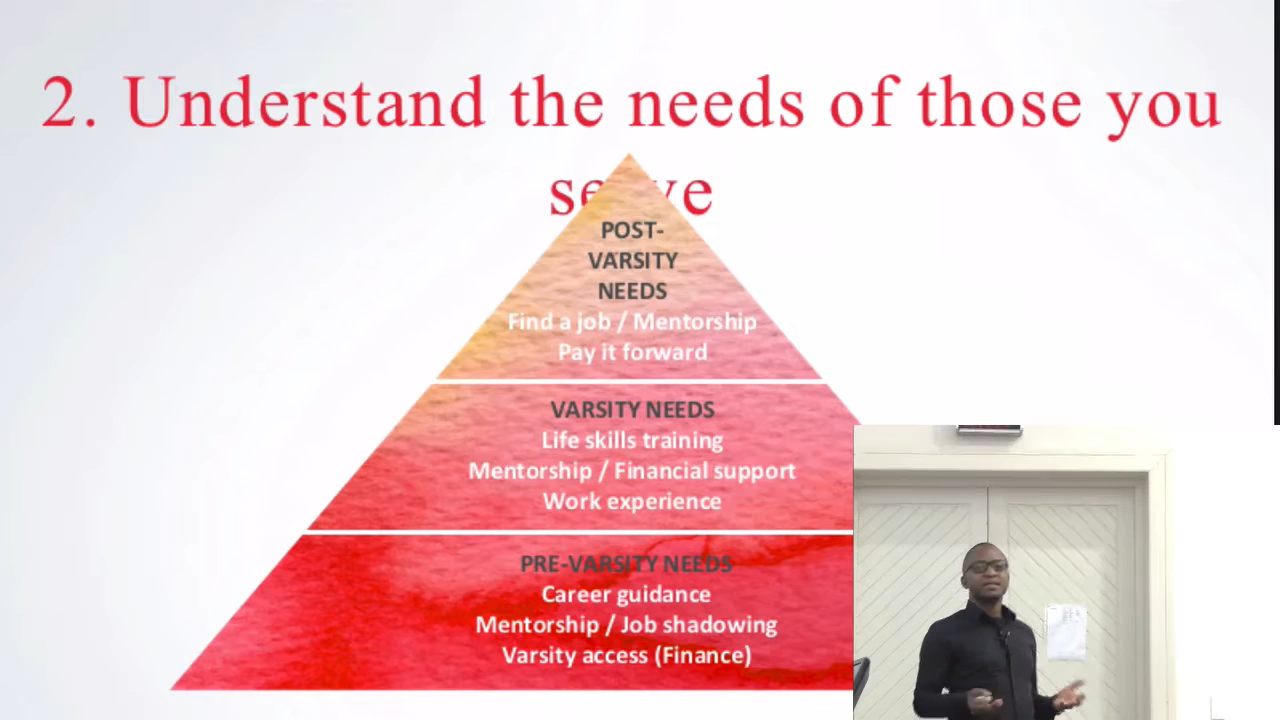 2. Understand the needs of those you
serve
POST-
VARSITY
NEEDS
Find a job / Mentorship
Pay it forward
VARSITY NEEDS
Life skills training
Mentorship / Financial support
Work experience
PRE-VARSITY NEEDS
Career guidance
Mentorship / Job shadowing
Varsity access (Finance)